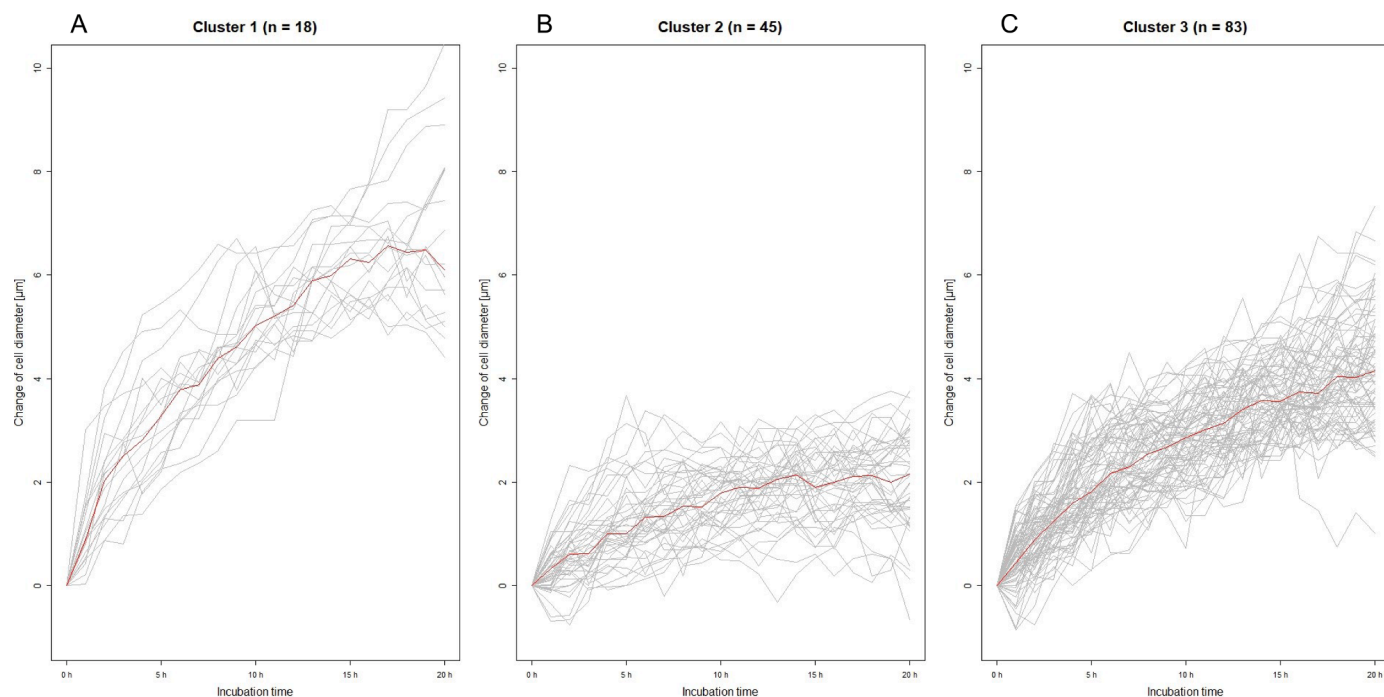 A
Cluster 1 (n = 18)
Change of cell diameter [µm]
10
8
6
4
2
0
0 h
5 h
10 h
15 h
20 h
Incubation time
B
Cluster 2 (n = 45)
Change of cell diameter [µm]
10
8
6
4
2
0
0 h
5 h
10 h
15 h
20 h
Incubation time
C
Cluster 3 (n = 83)
Change of cell diameter [µm]
10
8
6
4
2
0
0 h
5 h
10 h
15 h
20 h
Incubation time